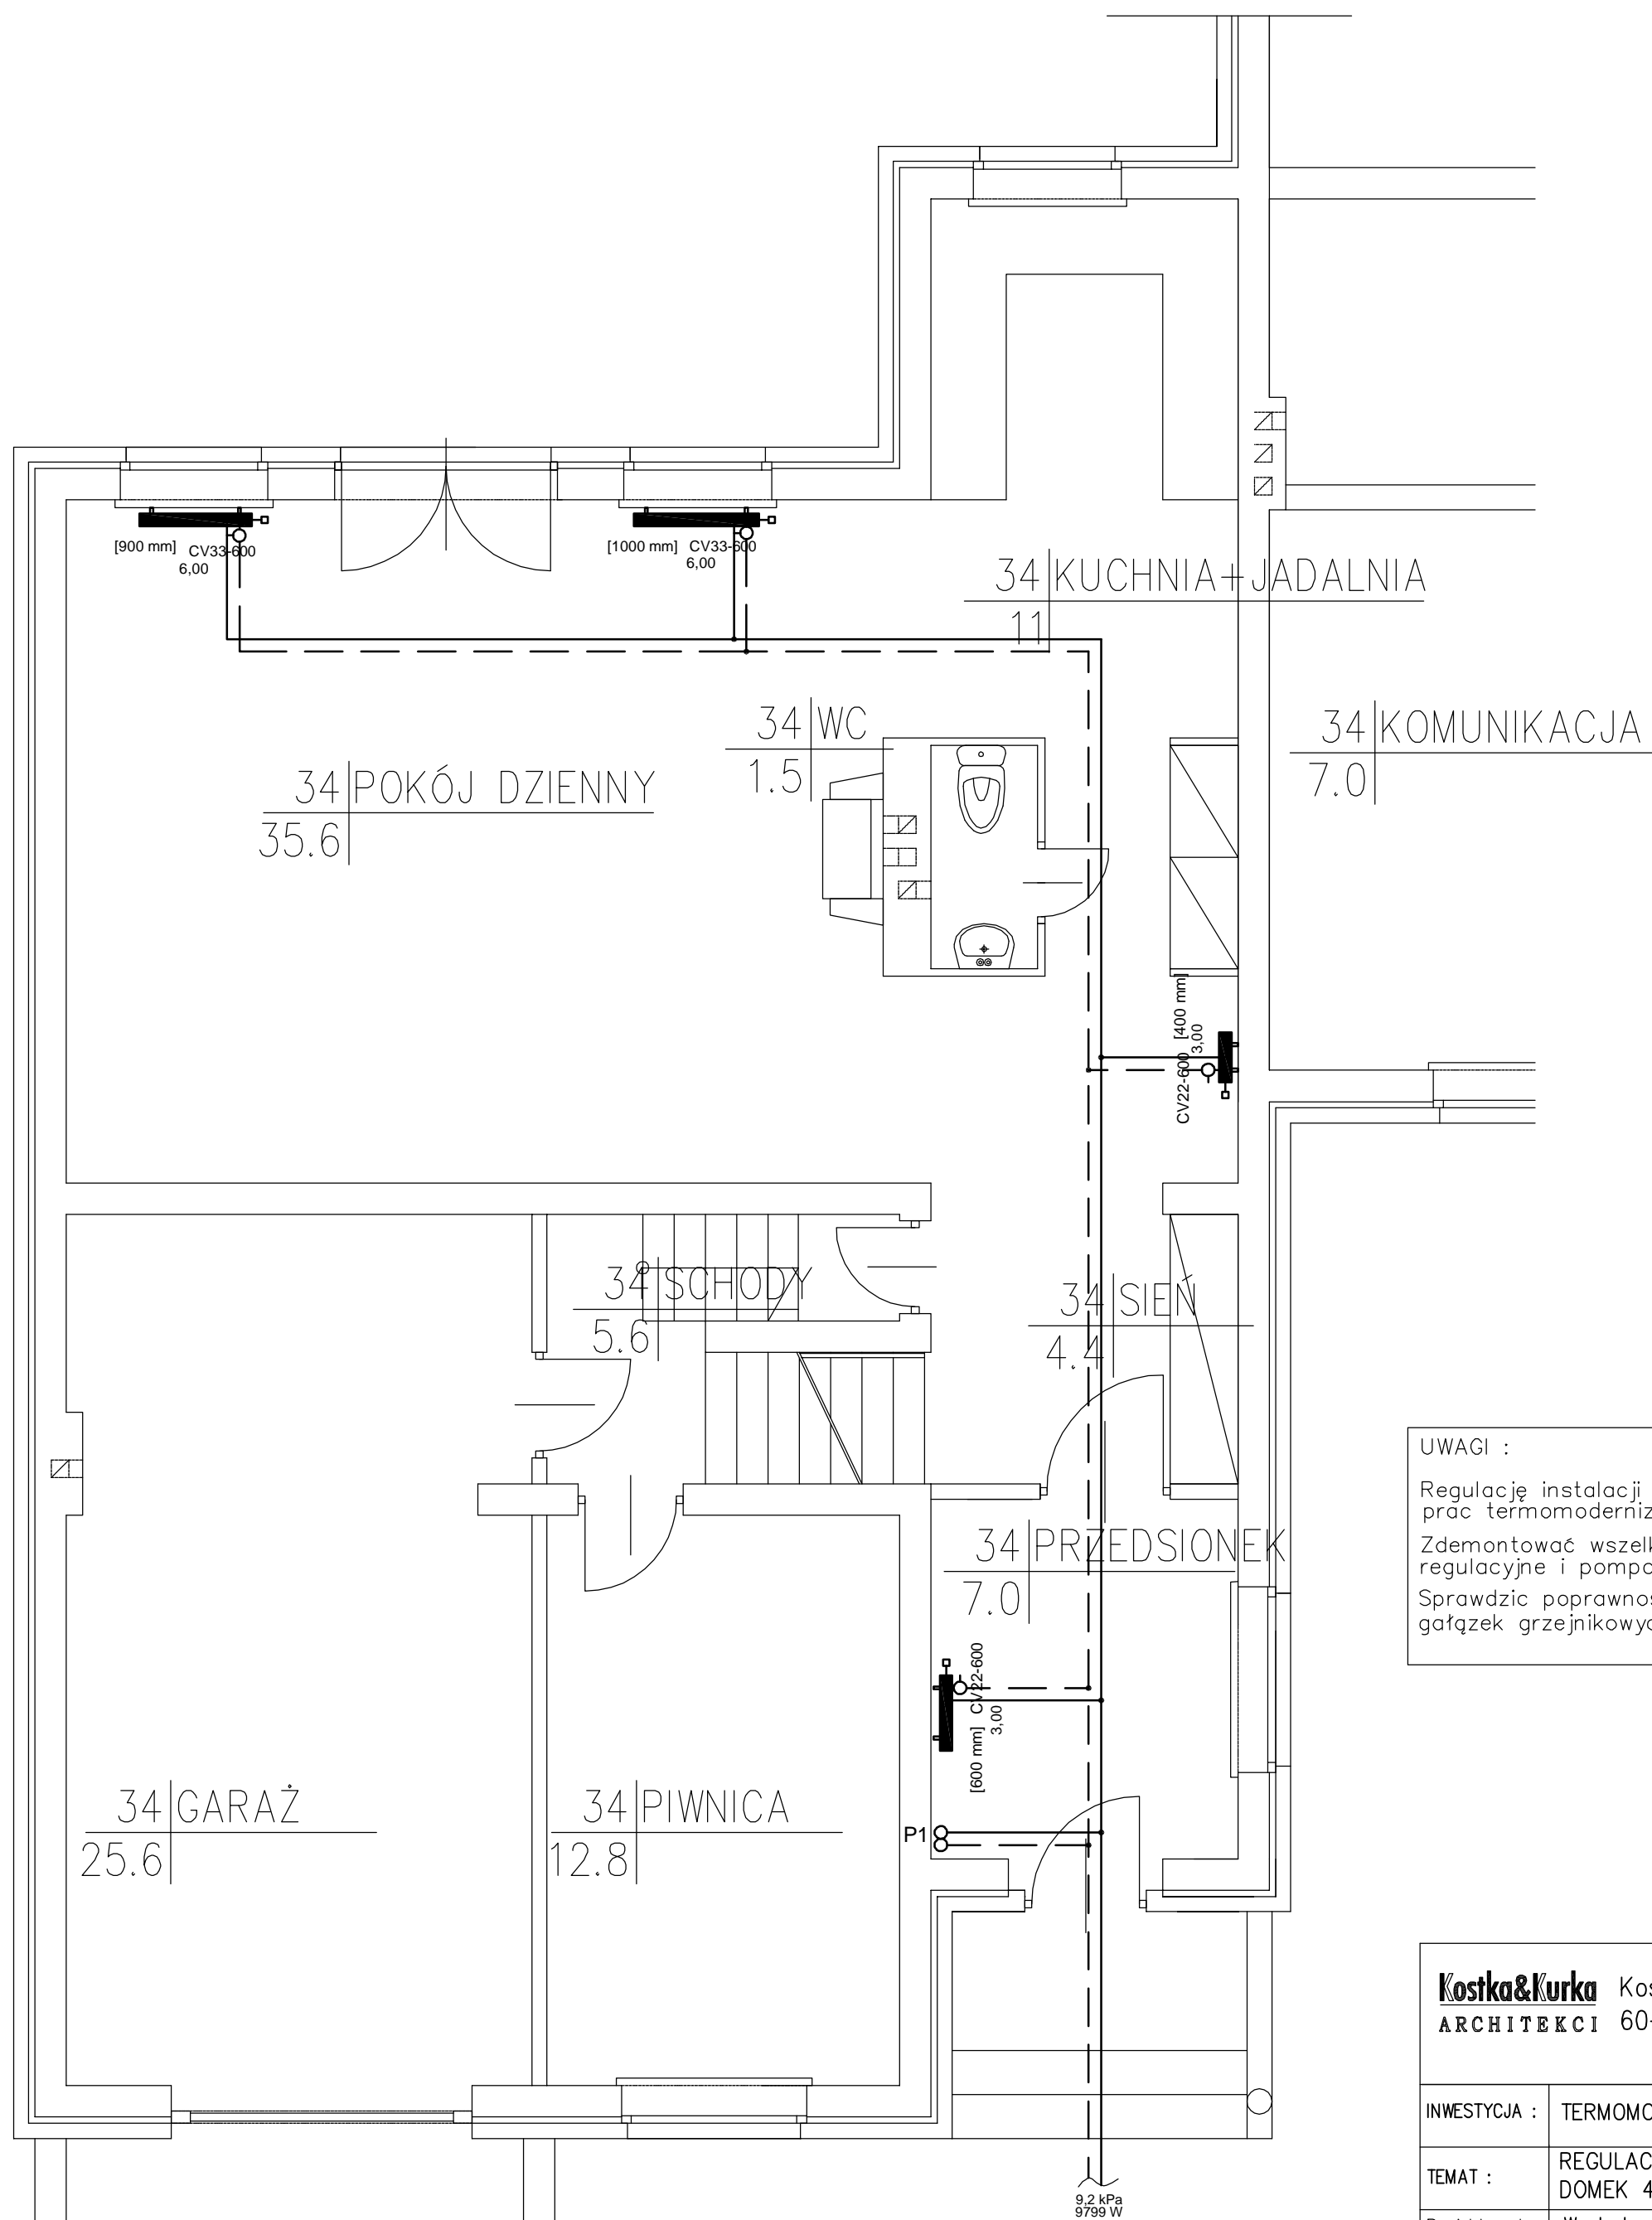 [900 mm] CV33-600
6,00
[1000 mm] CV33-600
6,00
34 KUCHNIA+JADALNIA
11
34 WC
1.5
34 KOMUNIKACJA
7.0
34 POKÓJ DZIENNY
35.6
CV22-600 [400 mm]
3,00
34 SCHODY
5.6
34 SIEŃ
4.4
UWAGI :
Regulację instalacji
prac termomoderniz
Zdemontować wszelk
regulacyjne i pompo
Sprawdzic poprawnoś
gałązek grzejnikowyc
34 PRZEDSIONEK
7.0
[600 mm] CV22-600
3,00
34 GARAŻ
25.6
34 PIWNICA
12.8
P1
Kostka&Kurka Kos
ARCHITEKCI 60-
INWESTYCJA : TERMOMO
TEMAT : REGULAC
DOMEK 4
9,2 kPa
9799 W